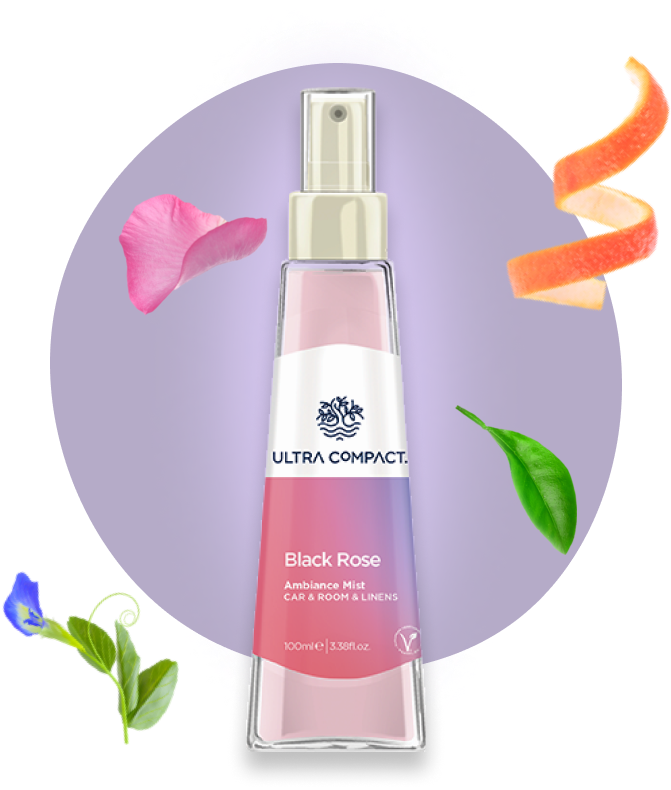 ULTRA COMPACT.
Black Rose
Ambiance Mist
CAR & ROOM & LINENS
100ml ℮ | 3.38fl.oz.